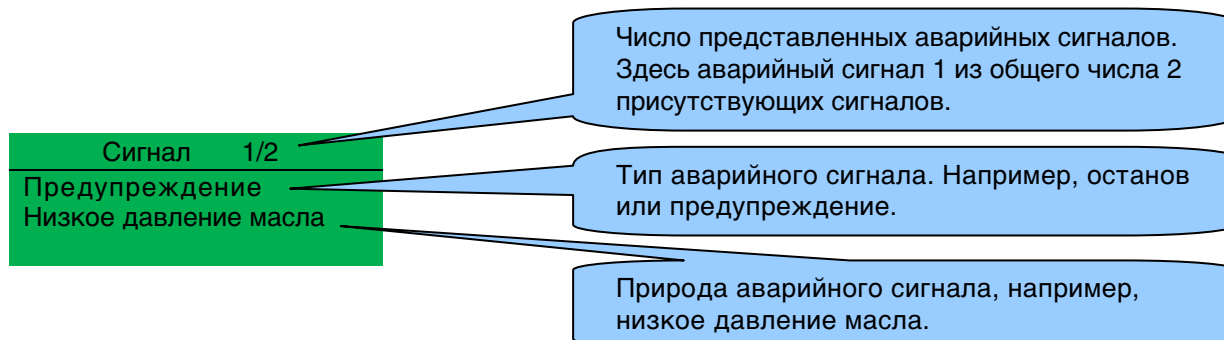 Число представленных аварийных сигналов.
Здесь аварийный сигнал 1 из общего числа 2
присутствующих сигналов.
Сигнал 1/2
Предупреждение
Низкое давление масла
Тип аварийного сигнала. Например, останов
или предупреждение.
Природа аварийного сигнала, например,
низкое давление масла.